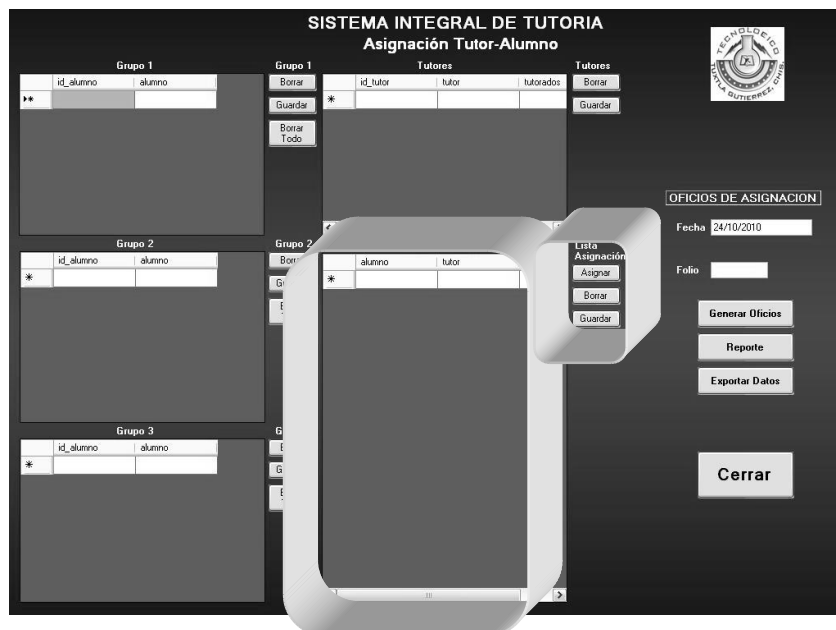 SISTEMA INTEGRAL DE TUTORIA
Asignación Tutor-Alumno
TECNOLOGICO
TUXTLA GUTIERREZ, CHIS.
Grupo 1
id_alumno alumno
Grupo 1
Borrar
Guardar
Borrar
Todo
Tutores
id_tutor tutor tutorados
Tutores
Borrar
Guardar
OFICIOS DE ASIGNACION
Fecha 24/10/2010
Folio
Generar Oficios
Reporte
Exportar Datos
Cerrar
Grupo 2
id_alumno alumno
Grupo 2
alumno tutor
Lista
Asignación
Asignar
Borrar
Guardar
Grupo 3
id_alumno alumno